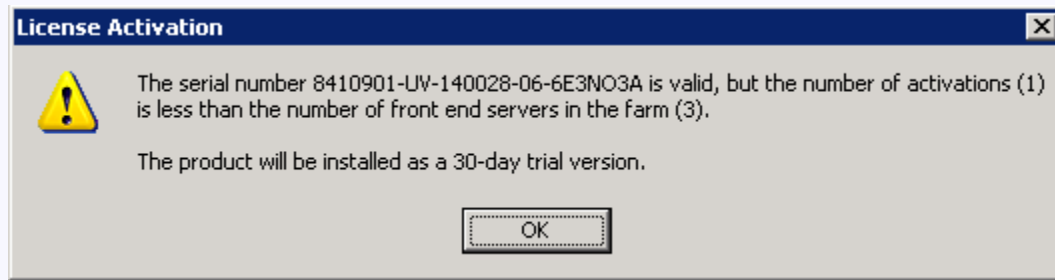 License Activation
The serial number 8410901-UV-140028-06-6E3NO3A is valid, but the number of activations (1)
is less than the number of front end servers in the farm (3).
The product will be installed as a 30-day trial version.
OK